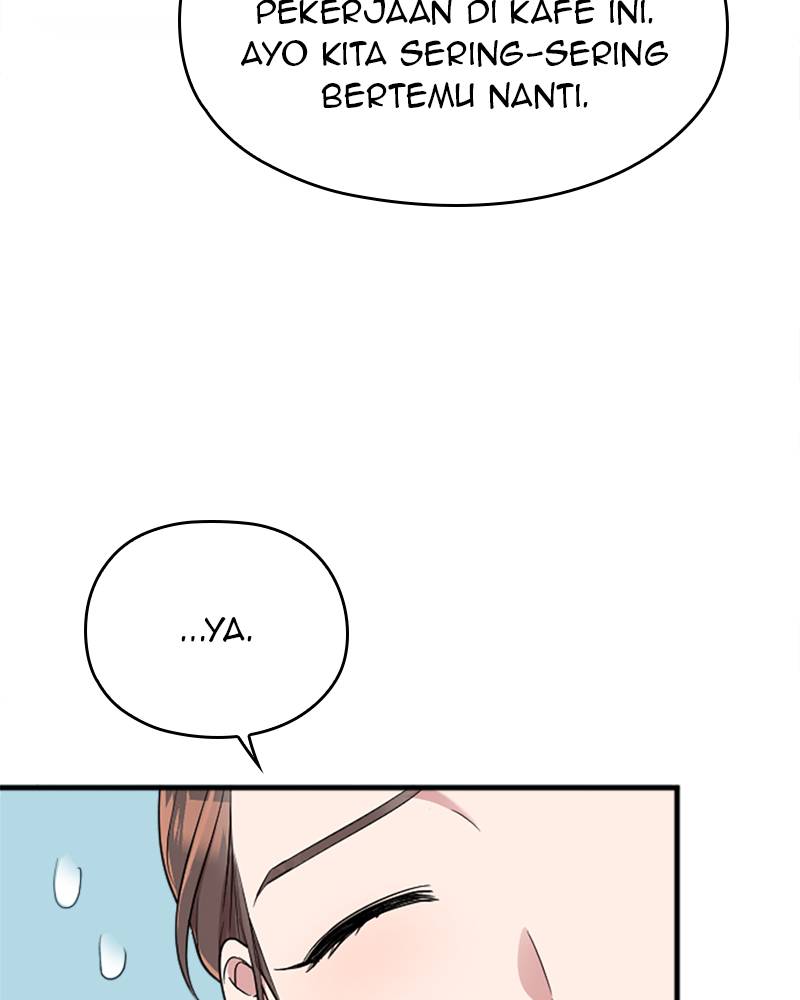 PEKERJAAN DI KAFE INI.
AYO KITA SERING-SERING
BERTEMU NANTI.
...YA.